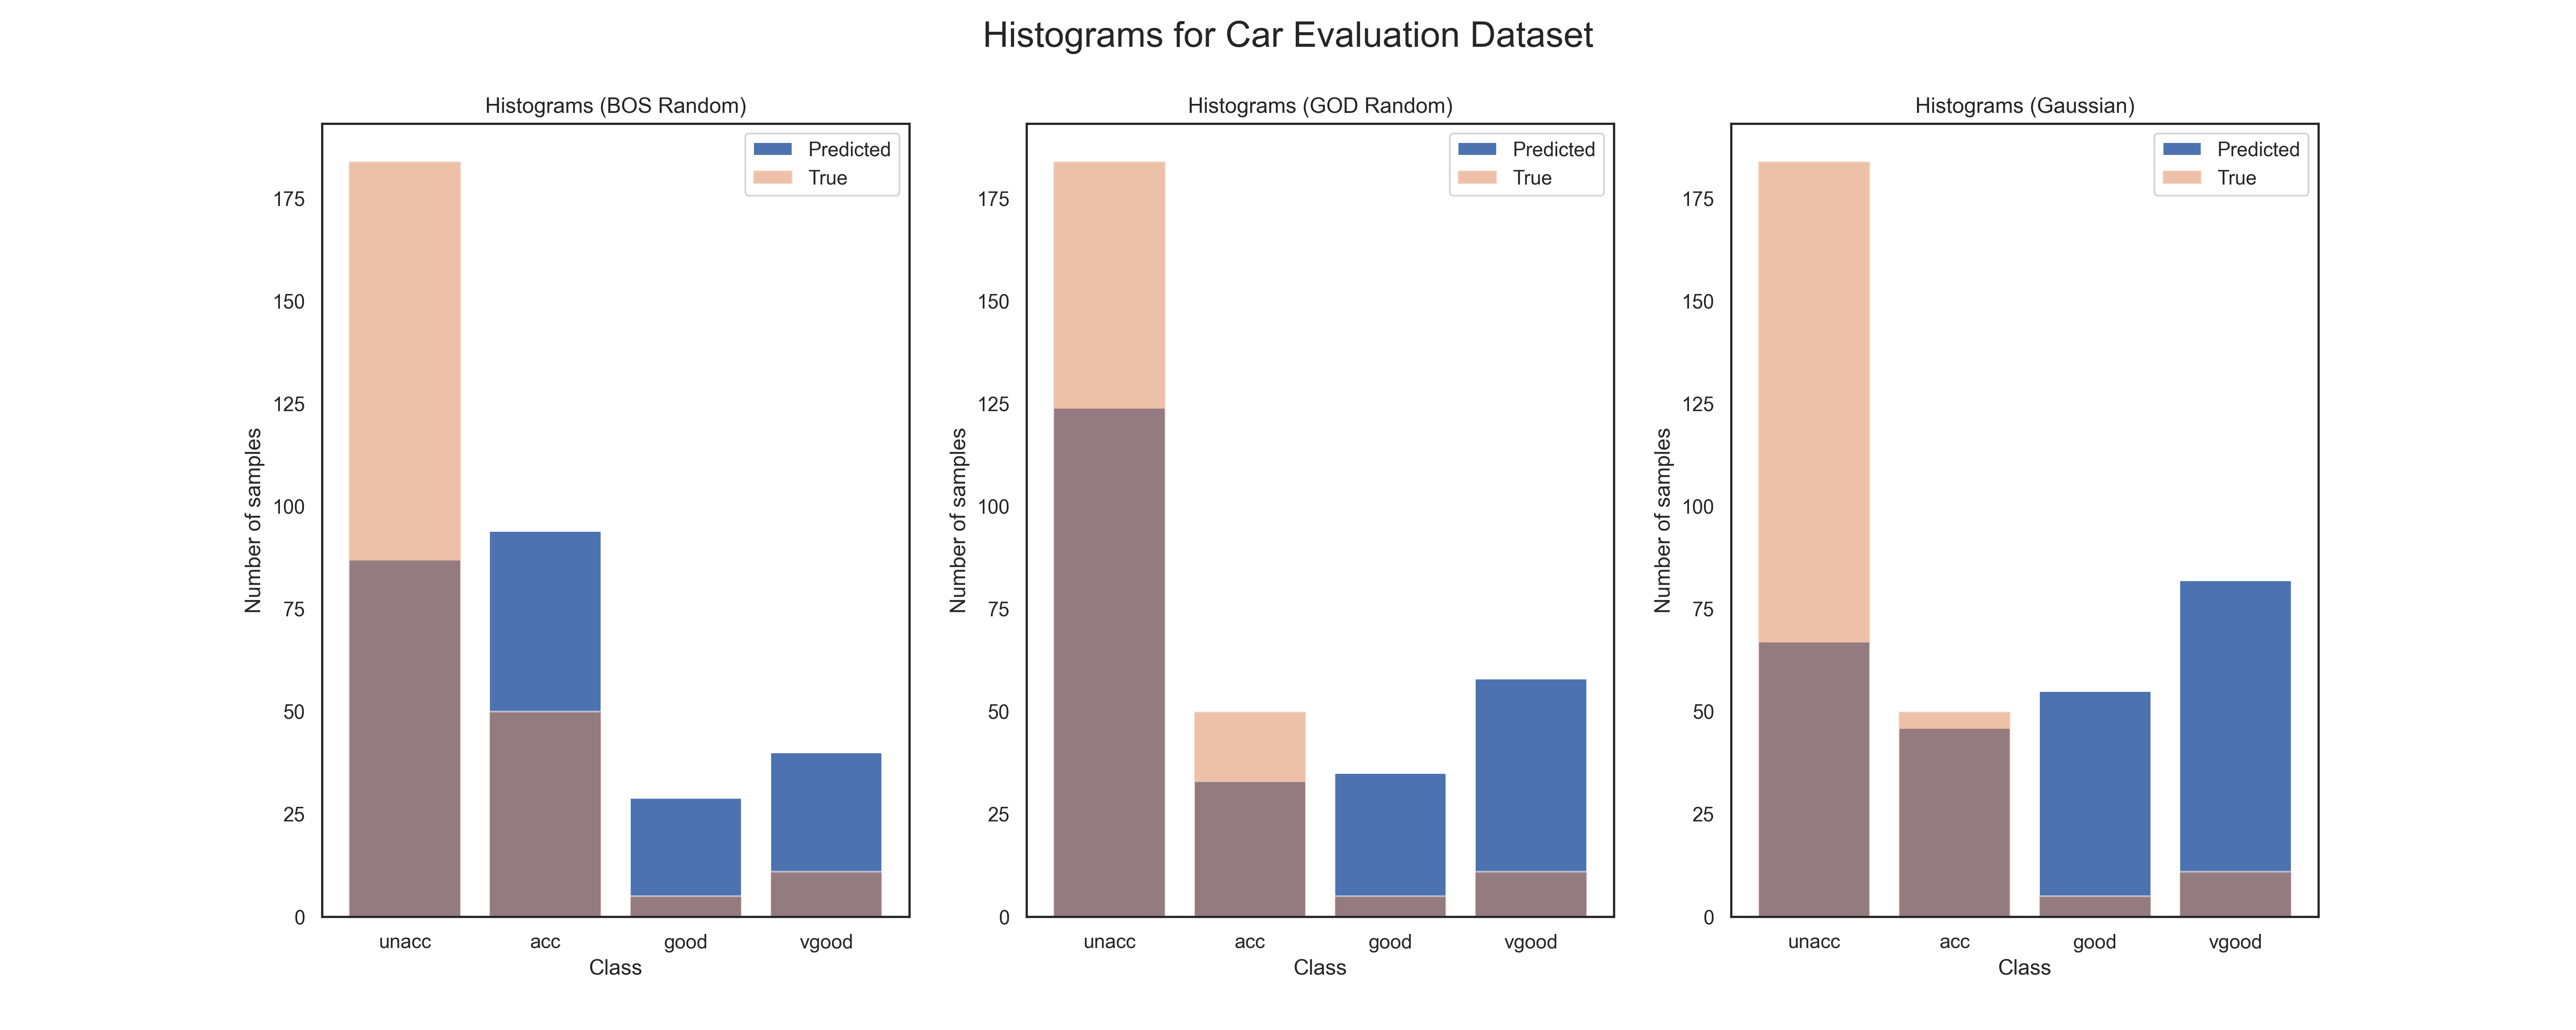 Histograms for Car Evaluation Dataset
Histograms (BOS Random)
Predicted
True
175
150
125
100
75
50
25
0
Number of samples
unacc acc good vgood
Class
Histograms (GOD Random)
Predicted
True
175
150
125
100
75
50
25
0
Number of samples
unacc acc good vgood
Class
Histograms (Gaussian)
Predicted
True
175
150
125
100
75
50
25
0
Number of samples
unacc acc good vgood
Class